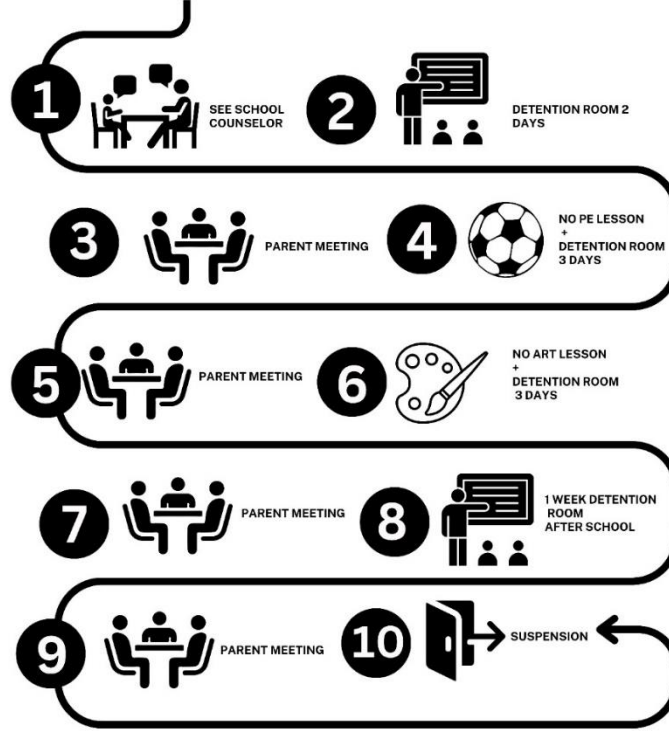 1
SEE SCHOOL
COUNSELOR
2
DETENTION ROOM 2
DAYS
3
PARENT MEETING
4
NO PE LESSON
+
DETENTION ROOM
3 DAYS
5
PARENT MEETING
6
NO ART LESSON
+
DETENTION ROOM
3 DAYS
7
PARENT MEETING
8
1 WEEK DETENTION
ROOM
AFTER SCHOOL
9
PARENT MEETING
10
SUSPENSION